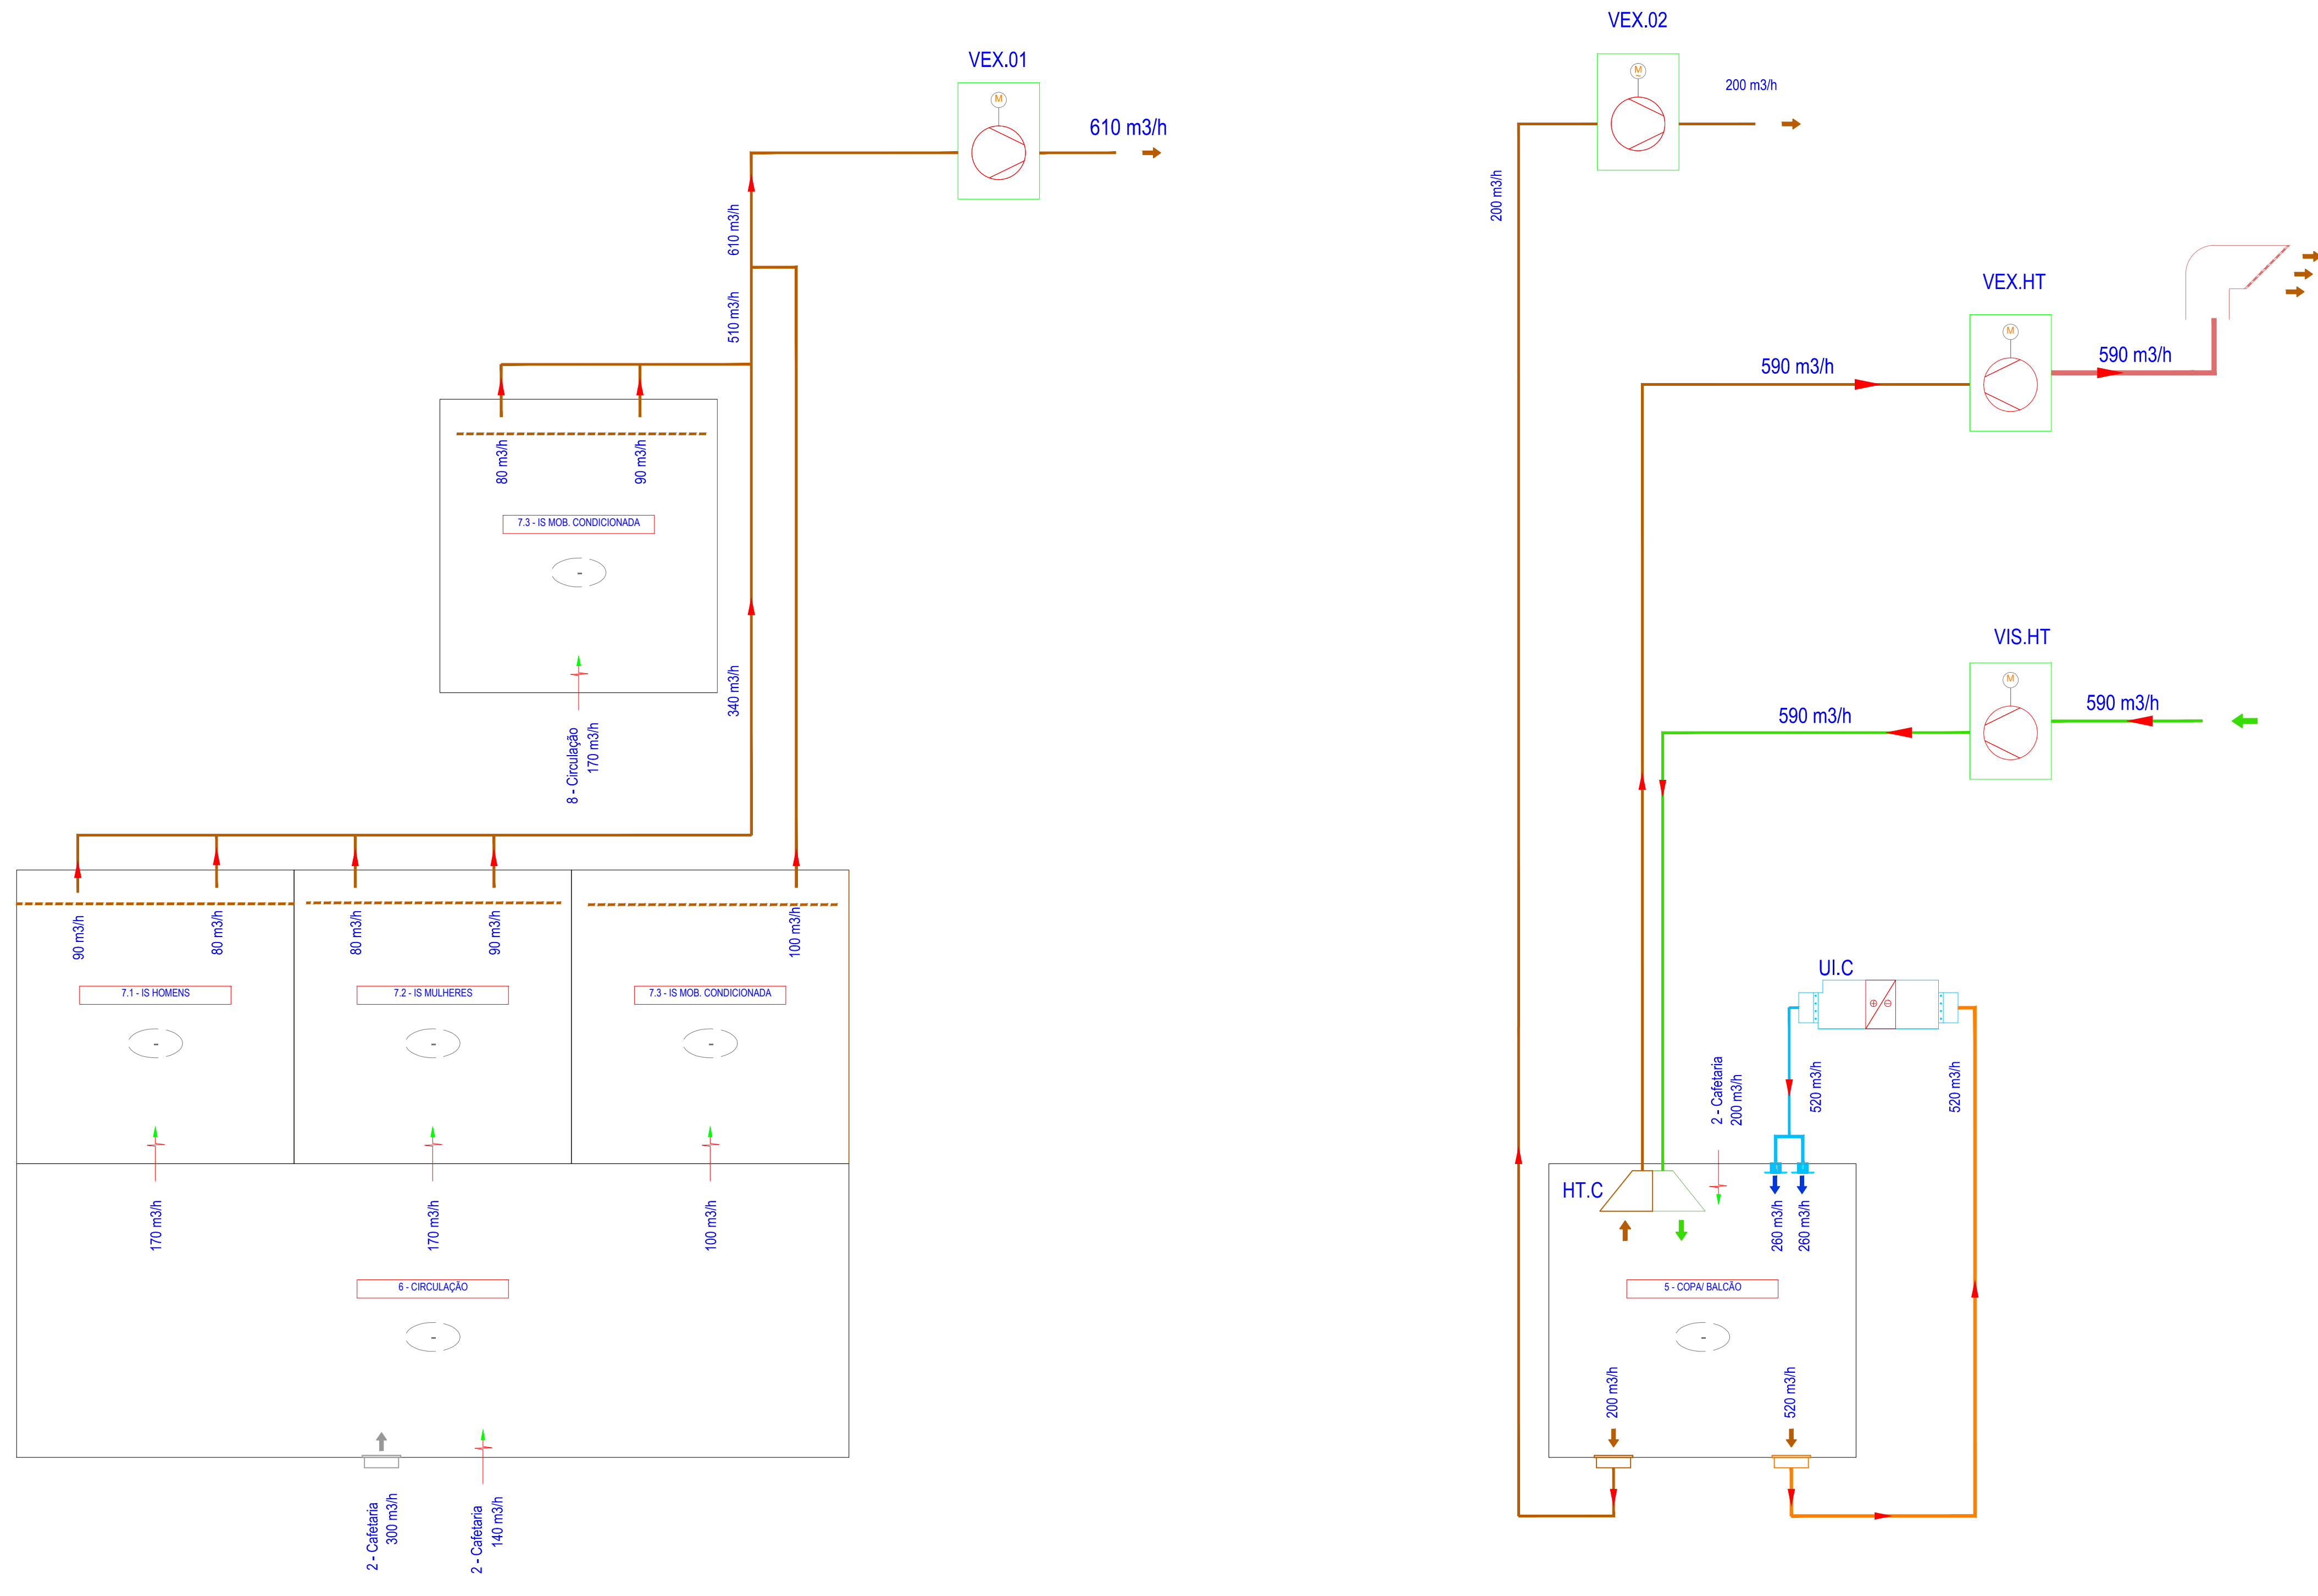 VEX.01
M
610 m3/h
610 m3/h
510 m3/h
80 m3/h
90 m3/h
7.3 - IS MOB. CONDICIONADA
-
340 m3/h
8 - Circulação
170 m3/h
90 m3/h
80 m3/h
80 m3/h
90 m3/h
100 m3/h
7.1 - IS HOMENS
7.2 - IS MULHERES
7.3 - IS MOB. CONDICIONADA
-
-
-
170 m3/h
170 m3/h
100 m3/h
6 - CIRCULAÇÃO
-
2 - Cafetaria
300 m3/h
2 - Cafetaria
140 m3/h
VEX.02
M
200 m3/h
200 m3/h
VEX.HT
M
590 m3/h
590 m3/h
VIS.HT
M
590 m3/h
590 m3/h
UI.C
520 m3/h
520 m3/h
2 - Cafetaria
200 m3/h
HT.C
260 m3/h
260 m3/h
5 - COPA/ BALCÃO
-
200 m3/h
520 m3/h